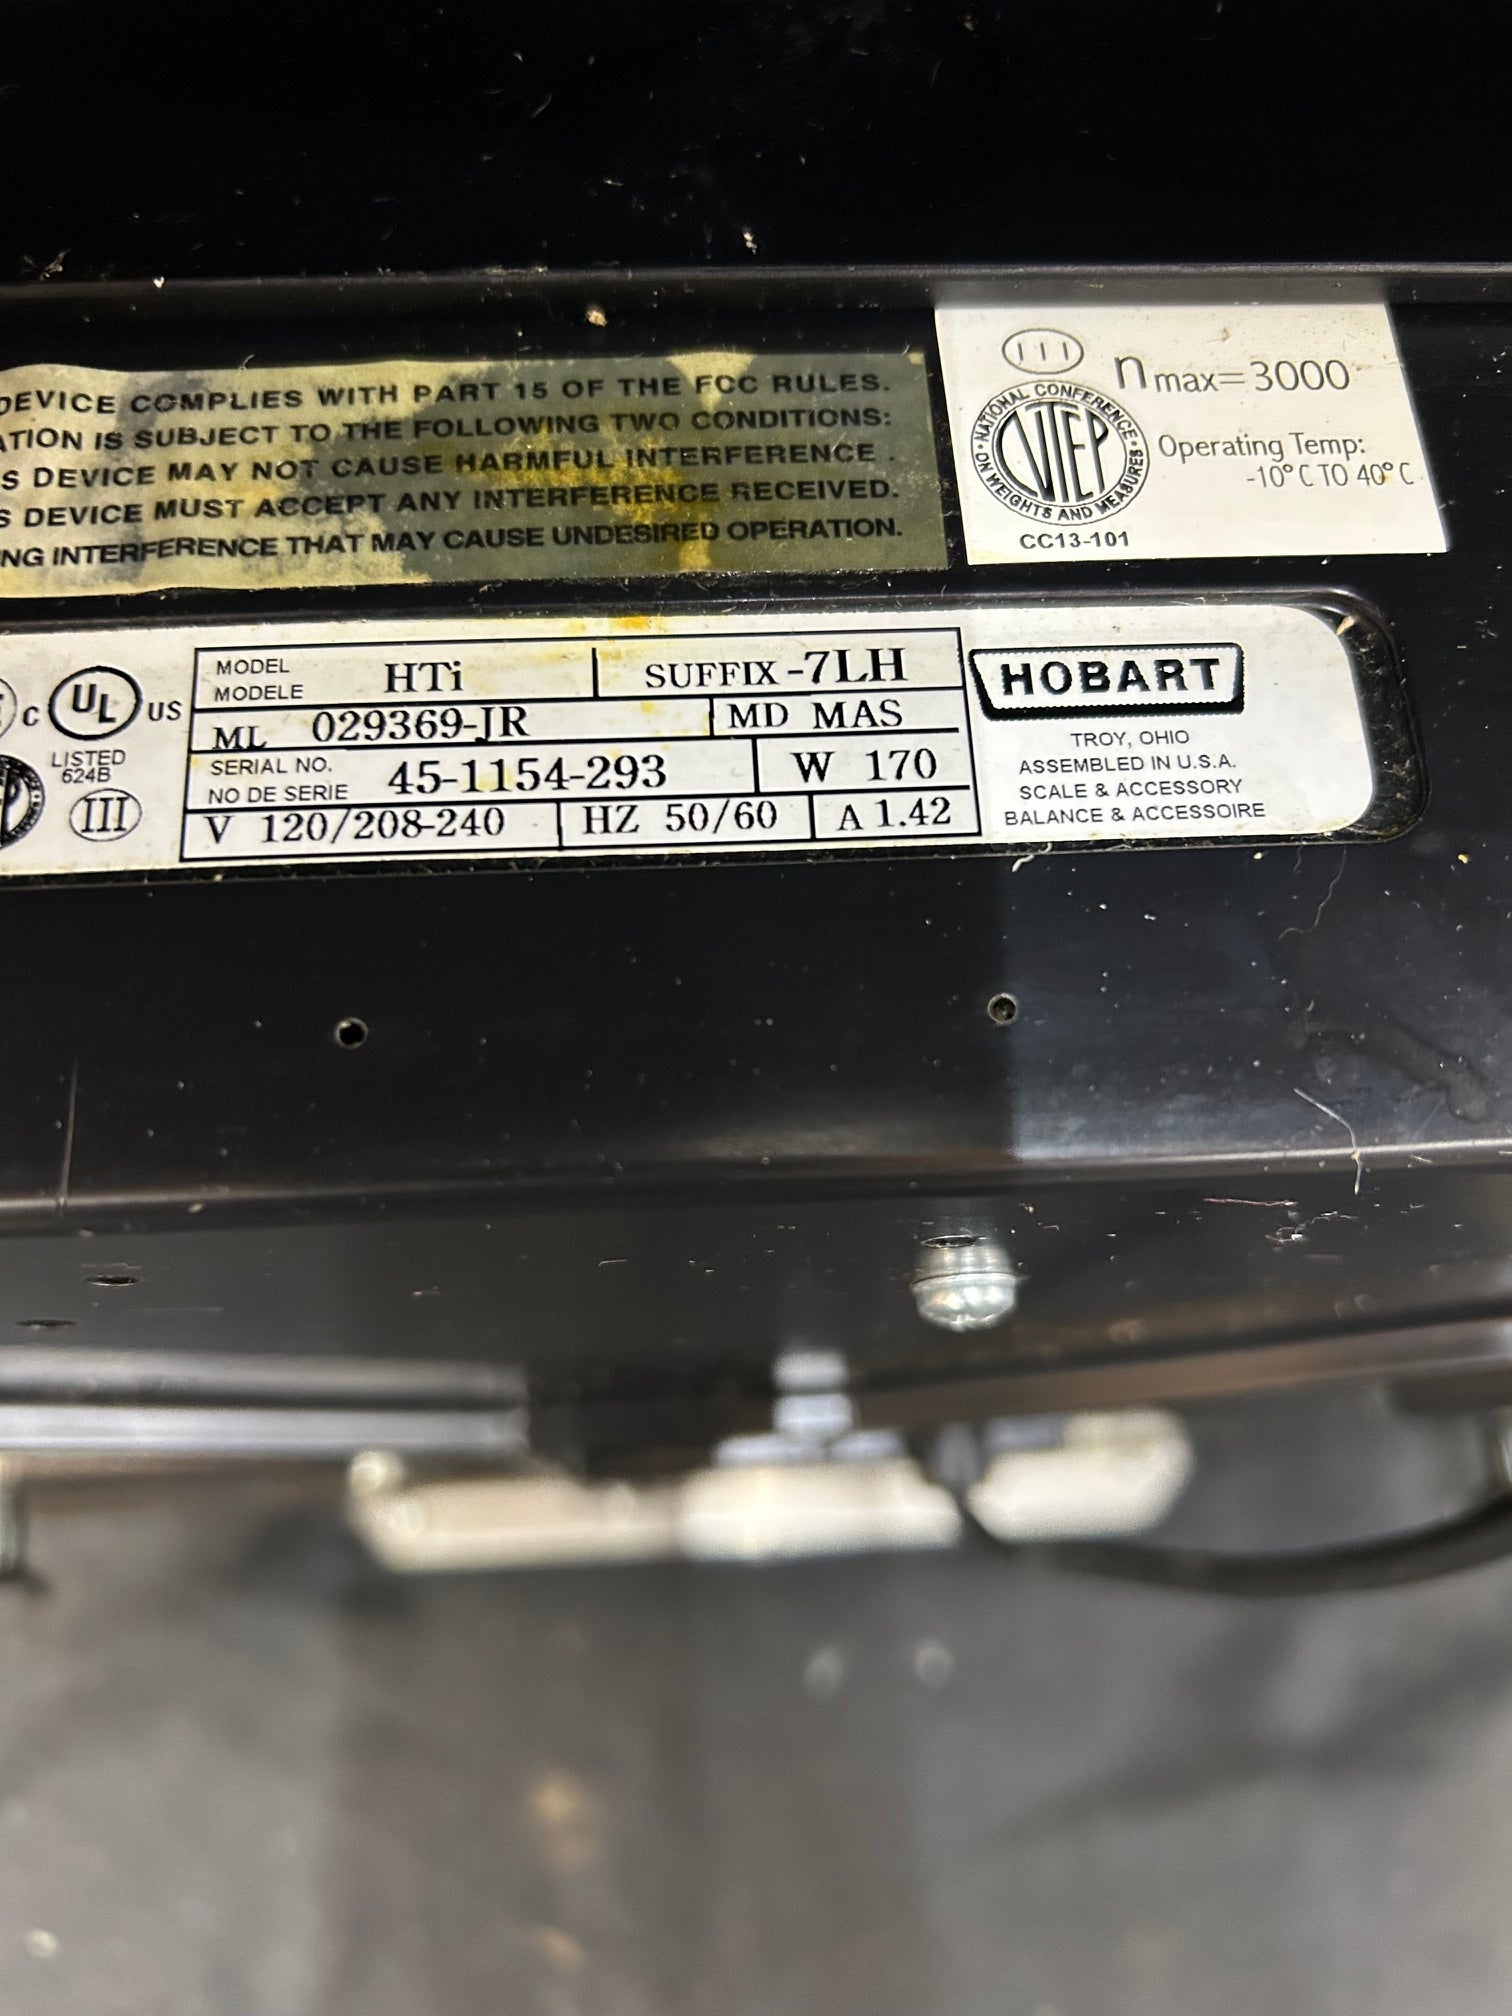 DEVICE COMPLIES WITH PART 15 OF THE FCC RULES.
ATION IS SUBJECT TO THE FOLLOWING TWO CONDITIONS:
S DEVICE MAY NOT CAUSE HARMFUL INTERFERENCE .
S DEVICE MUST ACCEPT ANY INTERFERENCE RECEIVED.
NG INTERFERENCE THAT MAY CAUSE UNDESIRED OPERATION.
III
n max=3000
NATIONAL CONFERENCE ON WEIGHTS AND MEASURES
NTEP
Operating Temp:
-10°C TO 40°C
CC13-101
C UL US
LISTED
624B
III
MODEL
MODELE
HTi
SUFFIX -7LH
ML 029369-JR
MD MAS
SERIAL NO.
NO DE SERIE
45-1154-293
W 170
V 120/208-240
HZ 50/60
A 1.42
HOBART
TROY, OHIO
ASSEMBLED IN U.S.A.
SCALE & ACCESSORY
BALANCE & ACCESSOIRE